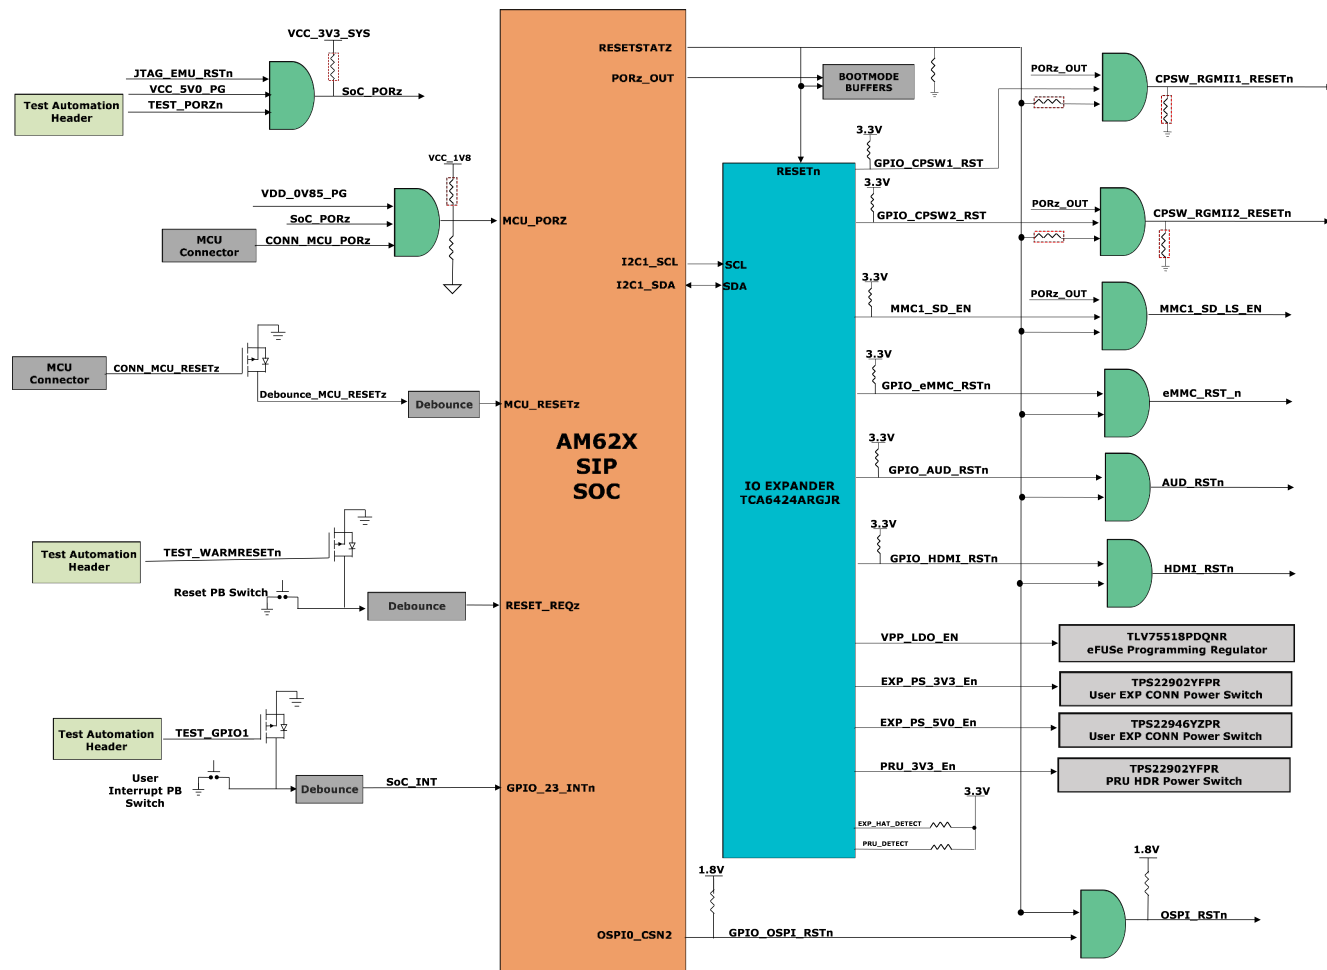 VCC_3V3_SYS
JTAG_EMU_RSTn
VCC_5V0_PG
TEST_PORZn
Test Automation
Header
SoC_PORz
VCC_1V8
VDD_0V85_PG
SoC_PORz
CONN_MCU_PORz
MCU
Connector
MCU_PORZ
MCU
Connector
CONN_MCU_RESETz
Debounce_MCU_RESETz
Debounce
MCU_RESETz
Test Automation
Header
TEST_WARMRESETn
Reset PB Switch
Debounce
RESET_REQz
Test Automation
Header
TEST_GPIO1
User
Interrupt PB
Switch
Debounce
SoC_INT
GPIO_23_INTn
AM62X
SIP
SOC
RESETSTATZ
PORz_OUT
I2C1_SCL
I2C1_SDA
OSPI0_CSN2
BOOTMODE
BUFFERS
RESETn
SCL
SDA
IO EXPANDER
TCA6424ARGJR
3.3V
GPIO_CPSW1_RST
3.3V
GPIO_CPSW2_RST
3.3V
MMC1_SD_EN
3.3V
GPIO_eMMC_RSTn
3.3V
GPIO_AUD_RSTn
3.3V
GPIO_HDMI_RSTn
VPP_LDO_EN
EXP_PS_3V3_En
EXP_PS_5V0_En
PRU_3V3_En
3.3V
EXP_HAT_DETECT
PRU_DETECT
1.8V
GPIO_OSPI_RSTn
PORz_OUT
CPSW_RGMII1_RESETn
PORz_OUT
CPSW_RGMII2_RESETn
PORz_OUT
MMC1_SD_LS_EN
eMMC_RST_n
AUD_RSTn
HDMI_RSTn
TLV75518PDQNR
eFUSe Programming Regulator
TPS22902YFPR
User EXP CONN Power Switch
TPS22946YZPR
User EXP CONN Power Switch
TPS22902YFPR
PRU HDR Power Switch
1.8V
OSPI_RSTn